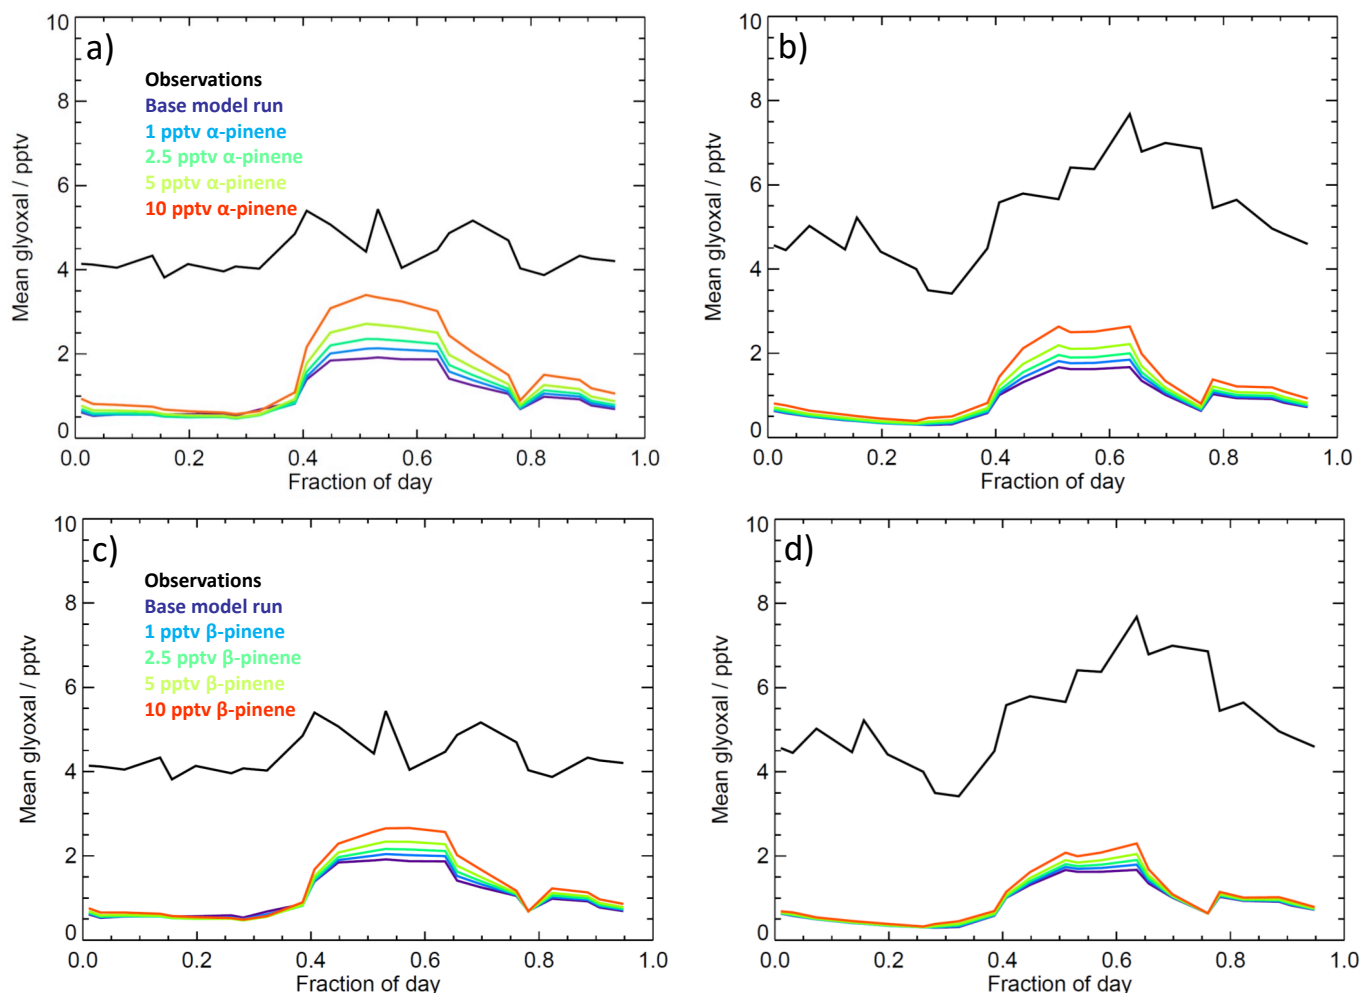 a)
Observations
Base model run
1 pptv α-pinene
2.5 pptv α-pinene
5 pptv α-pinene
10 pptv α-pinene
Mean glyoxal / pptv
10
8
6
4
2
0
0.0 0.2 0.4 0.6 0.8 1.0
Fraction of day
b)
Mean glyoxal / pptv
10
8
6
4
2
0
0.0 0.2 0.4 0.6 0.8 1.0
Fraction of day
c)
Observations
Base model run
1 pptv β-pinene
2.5 pptv β-pinene
5 pptv β-pinene
10 pptv β-pinene
Mean glyoxal / pptv
10
8
6
4
2
0
0.0 0.2 0.4 0.6 0.8 1.0
Fraction of day
d)
Mean glyoxal / pptv
10
8
6
4
2
0
0.0 0.2 0.4 0.6 0.8 1.0
Fraction of day